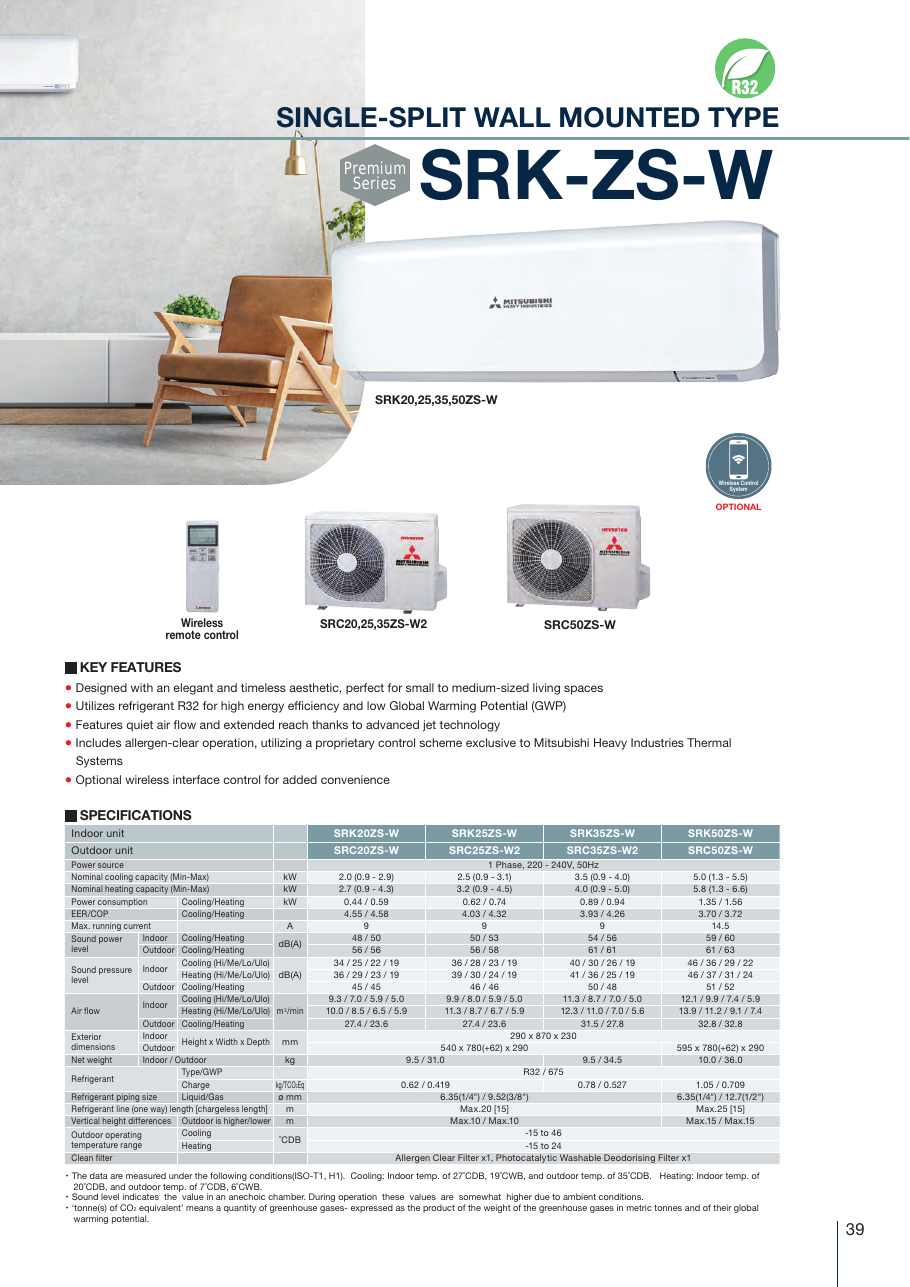 R32
SINGLE-SPLIT WALL MOUNTED TYPE
Premium
Series
SRK-ZS-W
MITSUBISHI
HEAVY INDUSTRIES
SRK20,25,35,50ZS-W
Wireless Control
System
OPTIONAL
INVERTER
MITSUBISHI
INVERTER
MITSUBISHI
Wireless
remote control
SRC20,25,35ZS-W2
SRC50ZS-W
KEY FEATURES
● Designed with an elegant and timeless aesthetic, perfect for small to medium-sized living spaces
● Utilizes refrigerant R32 for high energy efficiency and low Global Warming Potential (GWP)
● Features quiet air flow and extended reach thanks to advanced jet technology
● Includes allergen-clear operation, utilizing a proprietary control scheme exclusive to Mitsubishi Heavy Industries Thermal
Systems
● Optional wireless interface control for added convenience
SPECIFICATIONS
Indoor unit SRK20ZS-W SRK25ZS-W SRK35ZS-W SRK50ZS-W
Outdoor unit SRC20ZS-W SRC25ZS-W2 SRC35ZS-W2 SRC50ZS-W
Power source 1 Phase, 220 - 240V, 50Hz
Nominal cooling capacity (Min-Max) kW 2.0 (0.9 - 2.9) 2.5 (0.9 - 3.1) 3.5 (0.9 - 4.0) 5.0 (1.3 - 5.5)
Nominal heating capacity (Min-Max) kW 2.7 (0.9 - 4.3) 3.2 (0.9 - 4.5) 4.0 (0.9 - 5.0) 5.8 (1.3 - 6.6)
Power consumption Cooling/Heating kW 0.44 / 0.59 0.62 / 0.74 0.89 / 0.94 1.35 / 1.56
EER/COP Cooling/Heating 4.55 / 4.58 4.03 / 4.32 3.93 / 4.26 3.70 / 3.72
Max. running current A 9 9 9 14.5
Sound power level Indoor Cooling/Heating dB(A) 48 / 50 50 / 53 54 / 56 59 / 60
Outdoor Cooling/Heating 56 / 56 56 / 58 61 / 61 61 / 63
Sound pressure level Indoor Cooling (Hi/Me/Lo/Ulo) dB(A) 34 / 25 / 22 / 19 36 / 28 / 23 / 19 40 / 30 / 26 / 19 46 / 36 / 29 / 22
Heating (Hi/Me/Lo/Ulo) 36 / 29 / 23 / 19 39 / 30 / 24 / 19 41 / 36 / 25 / 19 46 / 37 / 31 / 24
Outdoor Cooling/Heating 45 / 45 46 / 46 50 / 48 51 / 52
Air flow Indoor Cooling (Hi/Me/Lo/Ulo) m³/min 9.3 / 7.0 / 5.9 / 5.0 9.9 / 8.0 / 5.9 / 5.0 11.3 / 8.7 / 7.0 / 5.0 12.1 / 9.9 / 7.4 / 5.9
Heating (Hi/Me/Lo/Ulo) 10.0 / 8.5 / 6.5 / 5.9 11.3 / 8.7 / 6.7 / 5.9 12.3 / 11.0 / 7.0 / 5.6 13.9 / 11.2 / 9.1 / 7.4
Outdoor Cooling/Heating 27.4 / 23.6 27.4 / 23.6 31.5 / 27.8 32.8 / 32.8
Exterior dimensions Indoor Height x Width x Depth mm 290 x 870 x 230
Outdoor 540 x 780(+62) x 290 595 x 780(+62) x 290
Net weight Indoor / Outdoor kg 9.5 / 31.0 9.5 / 34.5 10.0 / 36.0
Refrigerant Type/GWP R32 / 675
Charge kg/TCO₂Eq 0.62 / 0.419 0.78 / 0.527 1.05 / 0.709
Refrigerant piping size Liquid/Gas ø mm 6.35(1/4") / 9.52(3/8") 6.35(1/4") / 12.7(1/2")
Refrigerant line (one way) length [chargeless length] m Max.20 [15] Max.25 [15]
Vertical height differences Outdoor is higher/lower m Max.10 / Max.10 Max.15 / Max.15
Outdoor operating temperature range Cooling ˚CDB -15 to 46
Heating -15 to 24
Clean filter Allergen Clear Filter x1, Photocatalytic Washable Deodorising Filter x1
・The data are measured under the following conditions(ISO-T1, H1). Cooling: Indoor temp. of 27˚CDB, 19˚CWB, and outdoor temp. of 35˚CDB. Heating: Indoor temp. of
20˚CDB, and outdoor temp. of 7˚CDB, 6˚CWB.
・Sound level indicates the value in an anechoic chamber. During operation these values are somewhat higher due to ambient conditions.
・'tonne(s) of CO₂ equivalent' means a quantity of greenhouse gases- expressed as the product of the weight of the greenhouse gases in metric tonnes and of their global
warming potential.
39